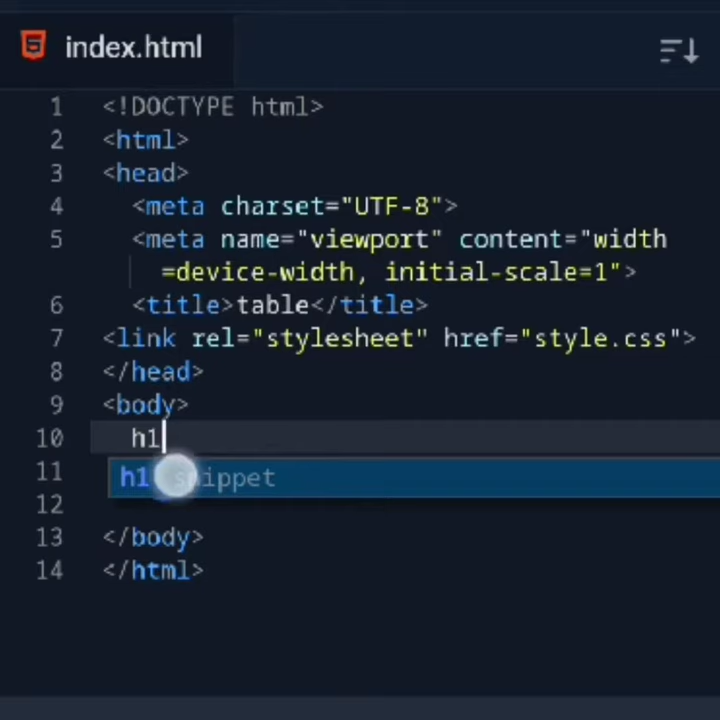 index.html
1 <!DOCTYPE html>
2 <html>
3 <head>
4 <meta charset="UTF-8">
5 <meta name="viewport" content="width
=device-width, initial-scale=1">
6 <title>table</title>
7 <link rel="stylesheet" href="style.css">
8 </head>
9 <body>
10 h1
11 h1 snippet
12
13 </body>
14 </html>